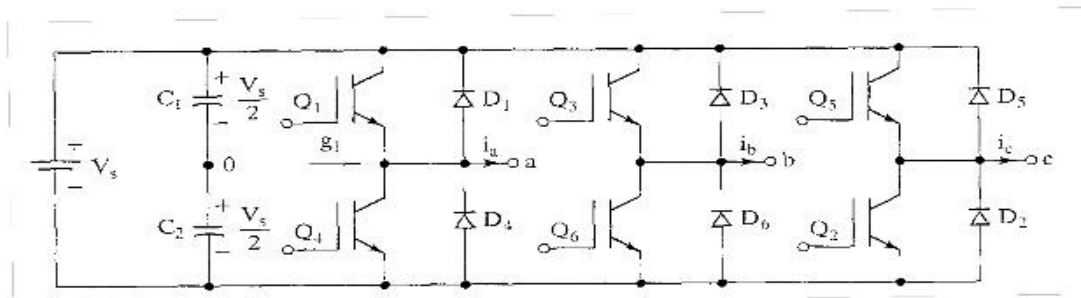 C1 + Vs/2 −
Q1
D1
Q3
D3
Q5
D5
g1
ia
a
ib
b
ic
c
+ Vs −
0
C2 + Vs/2 −
Q4
D4
Q6
D6
Q2
D2